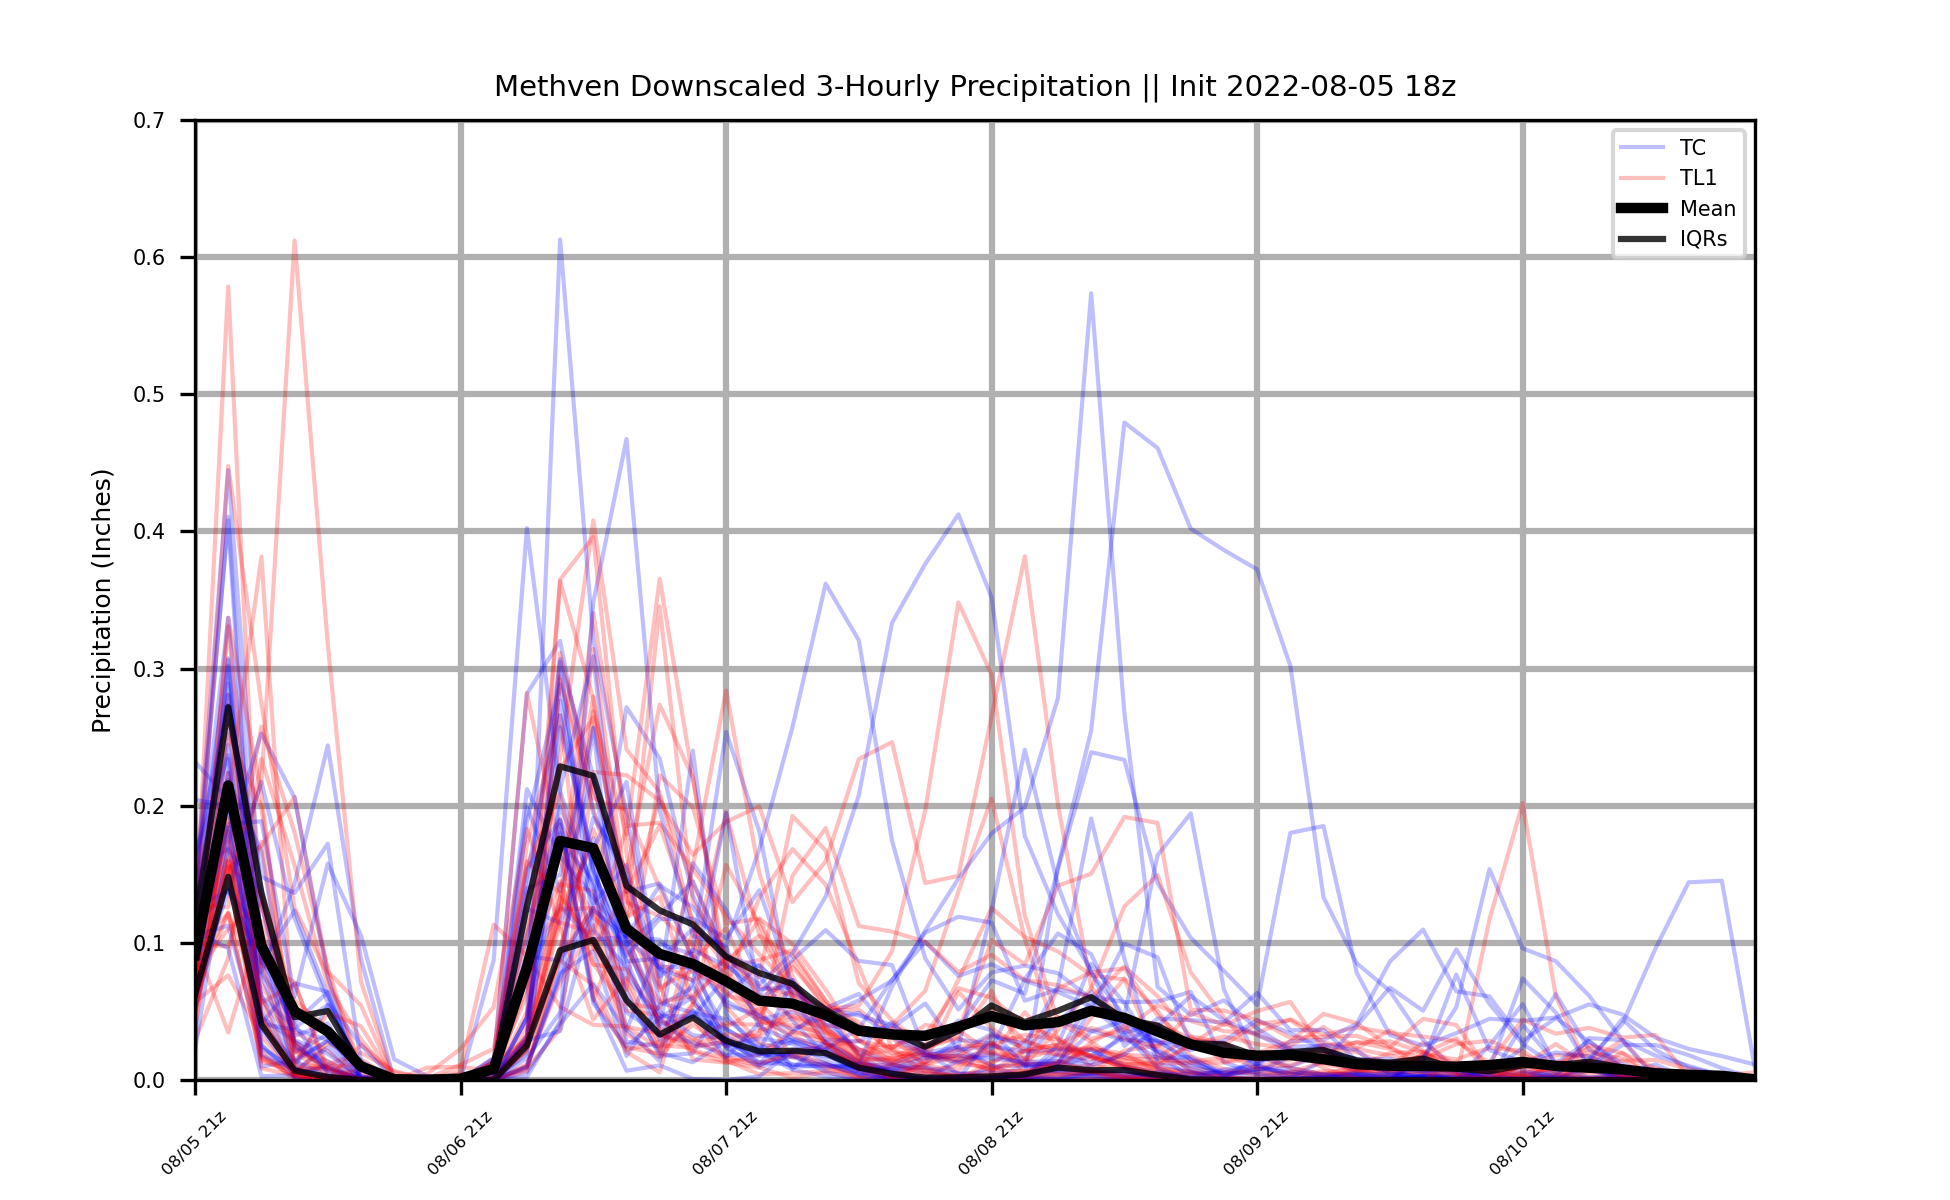 Methven Downscaled 3-Hourly Precipitation || Init 2022-08-05 18z
Precipitation (Inches)
0.7
0.6
0.5
0.4
0.3
0.2
0.1
0.0
TC
TL1
Mean
IQRs
08/05 21z
08/06 21z
08/07 21z
08/08 21z
08/09 21z
08/10 21z